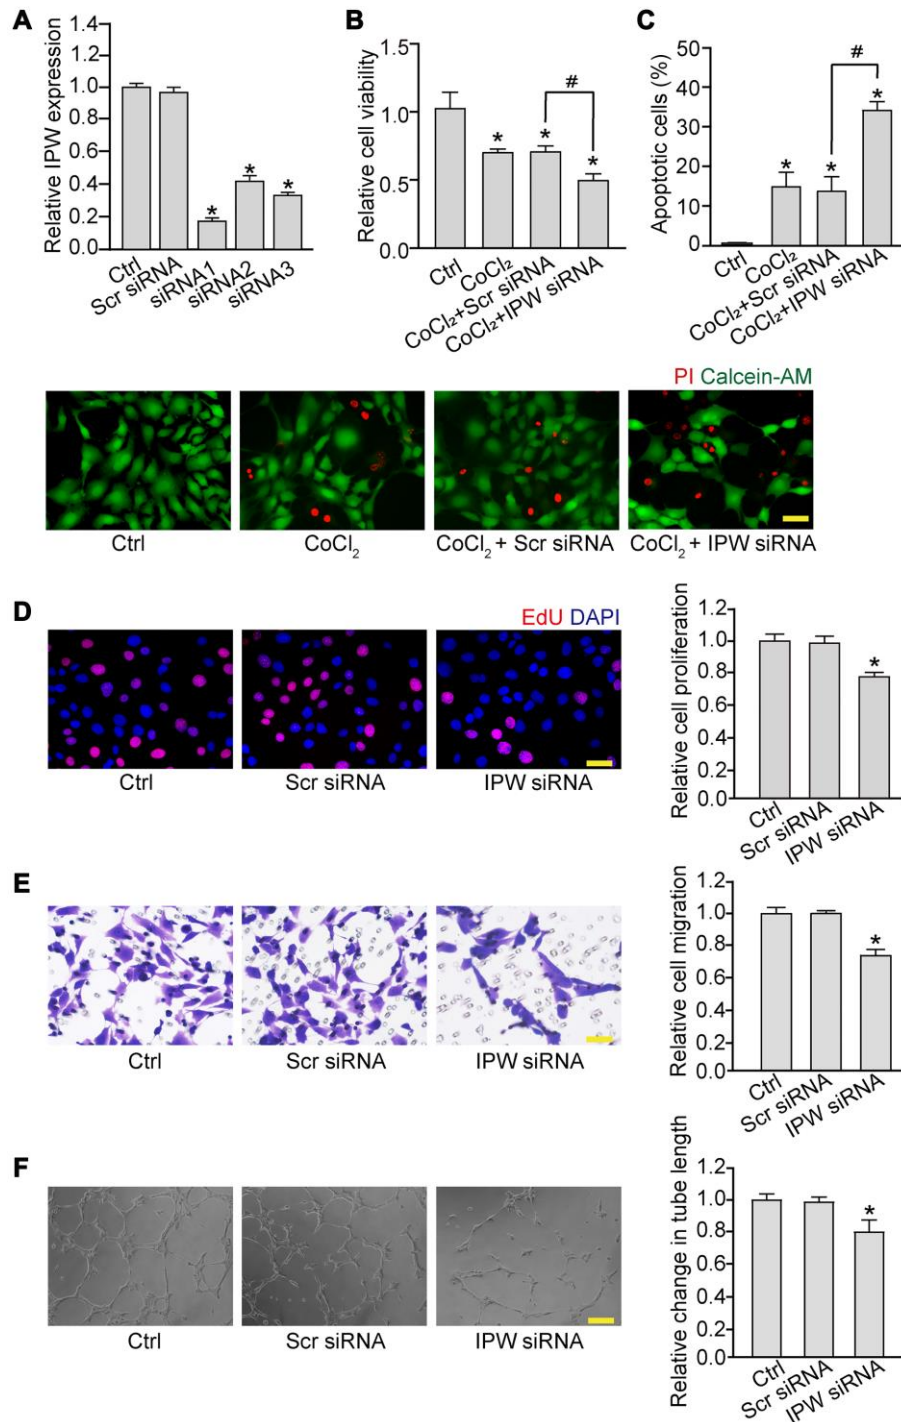 A
Relative IPW expression
1.4
1.2
1.0
0.8
0.6
0.4
0.2
0.0
*
*
*
Ctrl
Scr siRNA
siRNA1
siRNA2
siRNA3
B
Relative cell viability
1.5
1.0
0.5
0.0
#
*
*
*
Ctrl
CoCl₂
CoCl₂+Scr siRNA
CoCl₂+IPW siRNA
C
Apoptotic cells (%)
50
40
30
20
10
0
#
*
*
*
Ctrl
CoCl₂
CoCl₂+Scr siRNA
CoCl₂+IPW siRNA
PI Calcein-AM
Ctrl
CoCl₂
CoCl₂ + Scr siRNA
CoCl₂ + IPW siRNA
D
EdU DAPI
Ctrl
Scr siRNA
IPW siRNA
Relative cell proliferation
1.2
1.0
0.8
0.6
0.4
0.2
0.0
*
Ctrl
Scr siRNA
IPW siRNA
E
Ctrl
Scr siRNA
IPW siRNA
Relative cell migration
1.2
1.0
0.8
0.6
0.4
0.2
0.0
*
Ctrl
Scr siRNA
IPW siRNA
F
Ctrl
Scr siRNA
IPW siRNA
Relative change in tube length
1.2
1.0
0.8
0.6
0.4
0.2
0.0
*
Ctrl
Scr siRNA
IPW siRNA